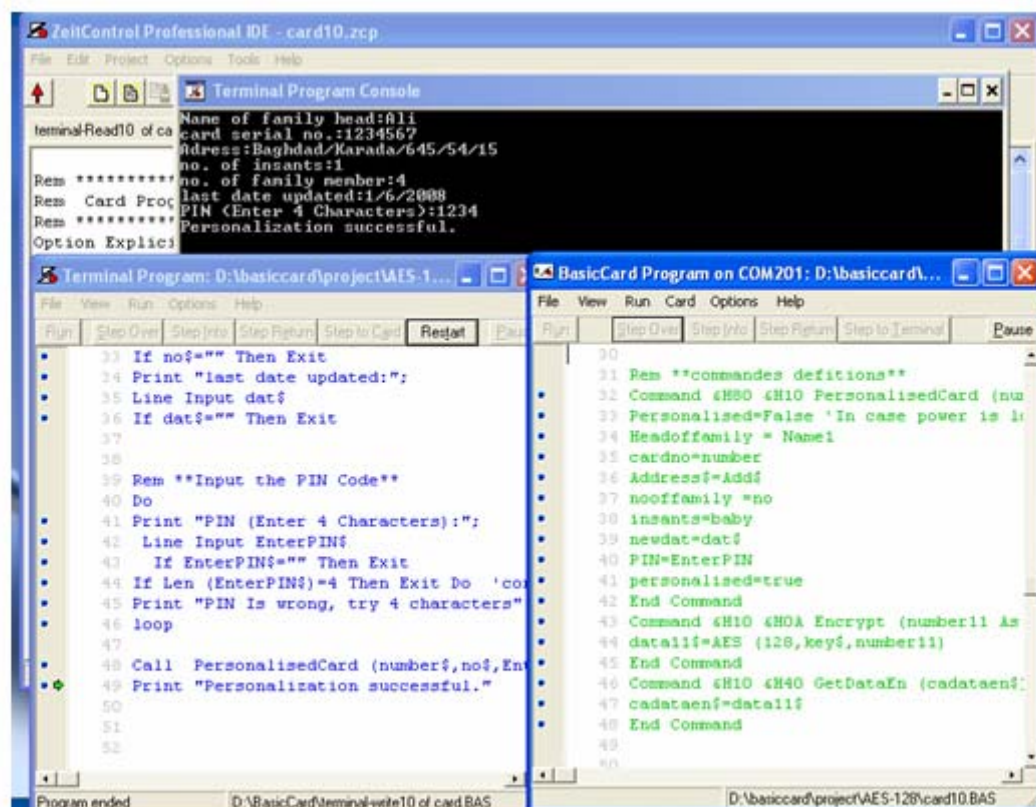 ZeitControl Professional IDE - card10.zcp
File Edit Project Options Tools Help
Terminal Program Console
terminal-Read10 of ca
Name of family head:Ali
card serial no.:1234567
Adress:Baghdad/Karada/645/54/15
no. of insants:1
no. of family member:4
last date updated:1/6/2008
PIN (Enter 4 Characters):1234
Personalization successful.
Rem **********
Rem Card Prog
Rem **********
Option Explici
Terminal Program: D:\basiccard\project\AES-1...
File View Run Options Help
Run Step Over Step Into Step Return Step to Card Restart Pau
33 If no$="" Then Exit
34 Print "last date updated:";
35 Line Input dat$
36 If dat$="" Then Exit
37
38
39 Rem **Input the PIN Code**
40 Do
41 Print "PIN (Enter 4 Characters):";
42 Line Input EnterPIN$
43 If EnterPIN$="" Then Exit
44 If Len (EnterPIN$)=4 Then Exit Do 'co
45 Print "PIN Is wrong, try 4 characters"
46 loop
47
48 Call PersonalisedCard (number$,no$,En
49 Print "Personalization successful."
50
51
52
Program ended D:\BasicCard\terminal-write10 of card.BAS
BasicCard Program on COM201: D:\basiccard\...
File View Run Card Options Help
Run Step Over Step Into Step Return Step to Terminal Pause
30
31 Rem **commandes defitions**
32 Command &H80 &H10 PersonalisedCard (num
33 Personalised=False 'In case power is lo
34 Headoffamily = Name1
35 cardno=number
36 Address$=Add$
37 nooffamily =no
38 insants=baby
39 newdat=dat$
40 PIN=EnterPIN
41 personalised=true
42 End Command
43 Command &H10 &H0A Encrypt (number11 As
44 data11$=AES (128,key$,number11)
45 End Command
46 Command &H10 &H40 GetDataEn (cadataen$
47 cadataen$=data11$
48 End Command
49
50
D:\basiccard\project\AES-128\card10.BAS